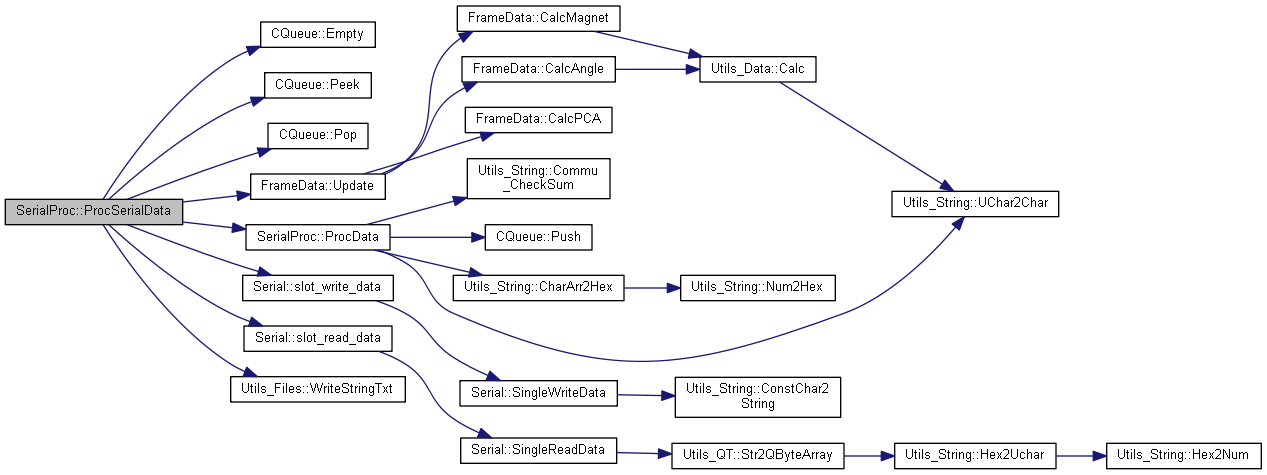 SerialProc::ProcSerialData
CQueue::Empty
CQueue::Peek
CQueue::Pop
FrameData::Update
SerialProc::ProcData
Serial::slot_write_data
Serial::slot_read_data
Utils_Files::WriteStringTxt
FrameData::CalcMagnet
FrameData::CalcAngle
FrameData::CalcPCA
Utils_String::Commu
_CheckSum
CQueue::Push
Utils_String::CharArr2Hex
Serial::SingleWriteData
Serial::SingleReadData
Utils_Data::Calc
Utils_String::Num2Hex
Utils_String::ConstChar2
String
Utils_QT::Str2QByteArray
Utils_String::UChar2Char
Utils_String::Hex2Uchar
Utils_String::Hex2Num